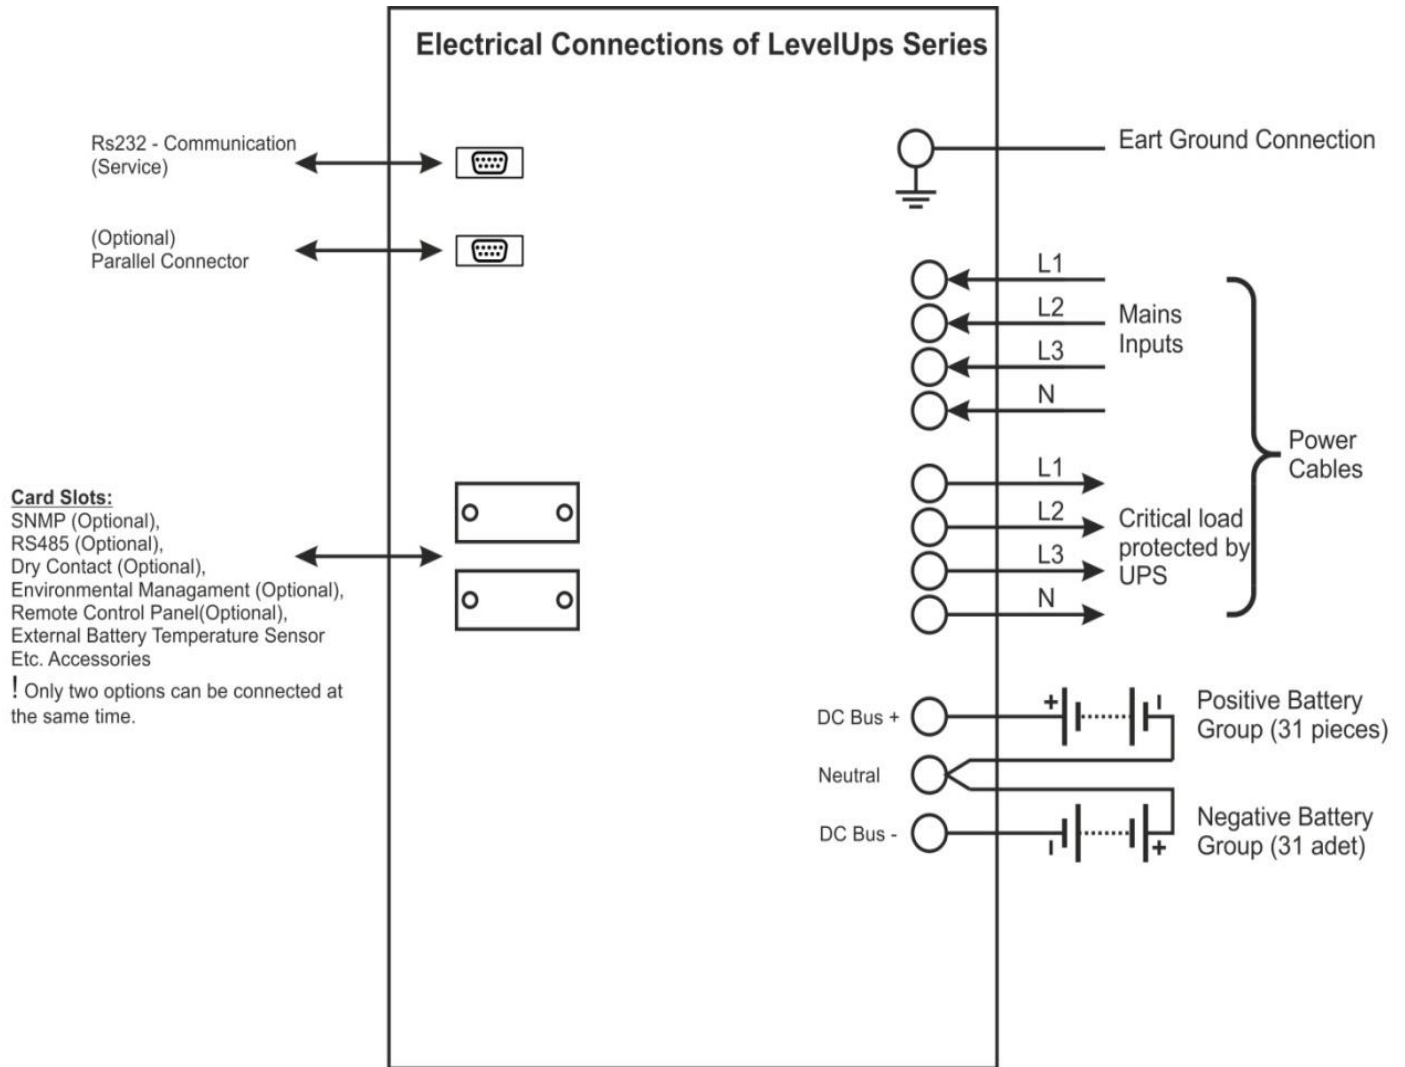 Electrical Connections of LevelUps Series
Rs232 - Communication
(Service)
(Optional)
Parallel Connector
Card Slots:
SNMP (Optional),
RS485 (Optional),
Dry Contact (Optional),
Environmental Managament (Optional),
Remote Control Panel(Optional),
External Battery Temperature Sensor
Etc. Accessories
! Only two options can be connected at
the same time.
Eart Ground Connection
L1
L2
L3
N
Mains
Inputs
L1
L2
L3
N
Critical load
protected by
UPS
Power
Cables
DC Bus +
Neutral
DC Bus -
+
-
Positive Battery
Group (31 pieces)
-
+
Negative Battery
Group (31 adet)